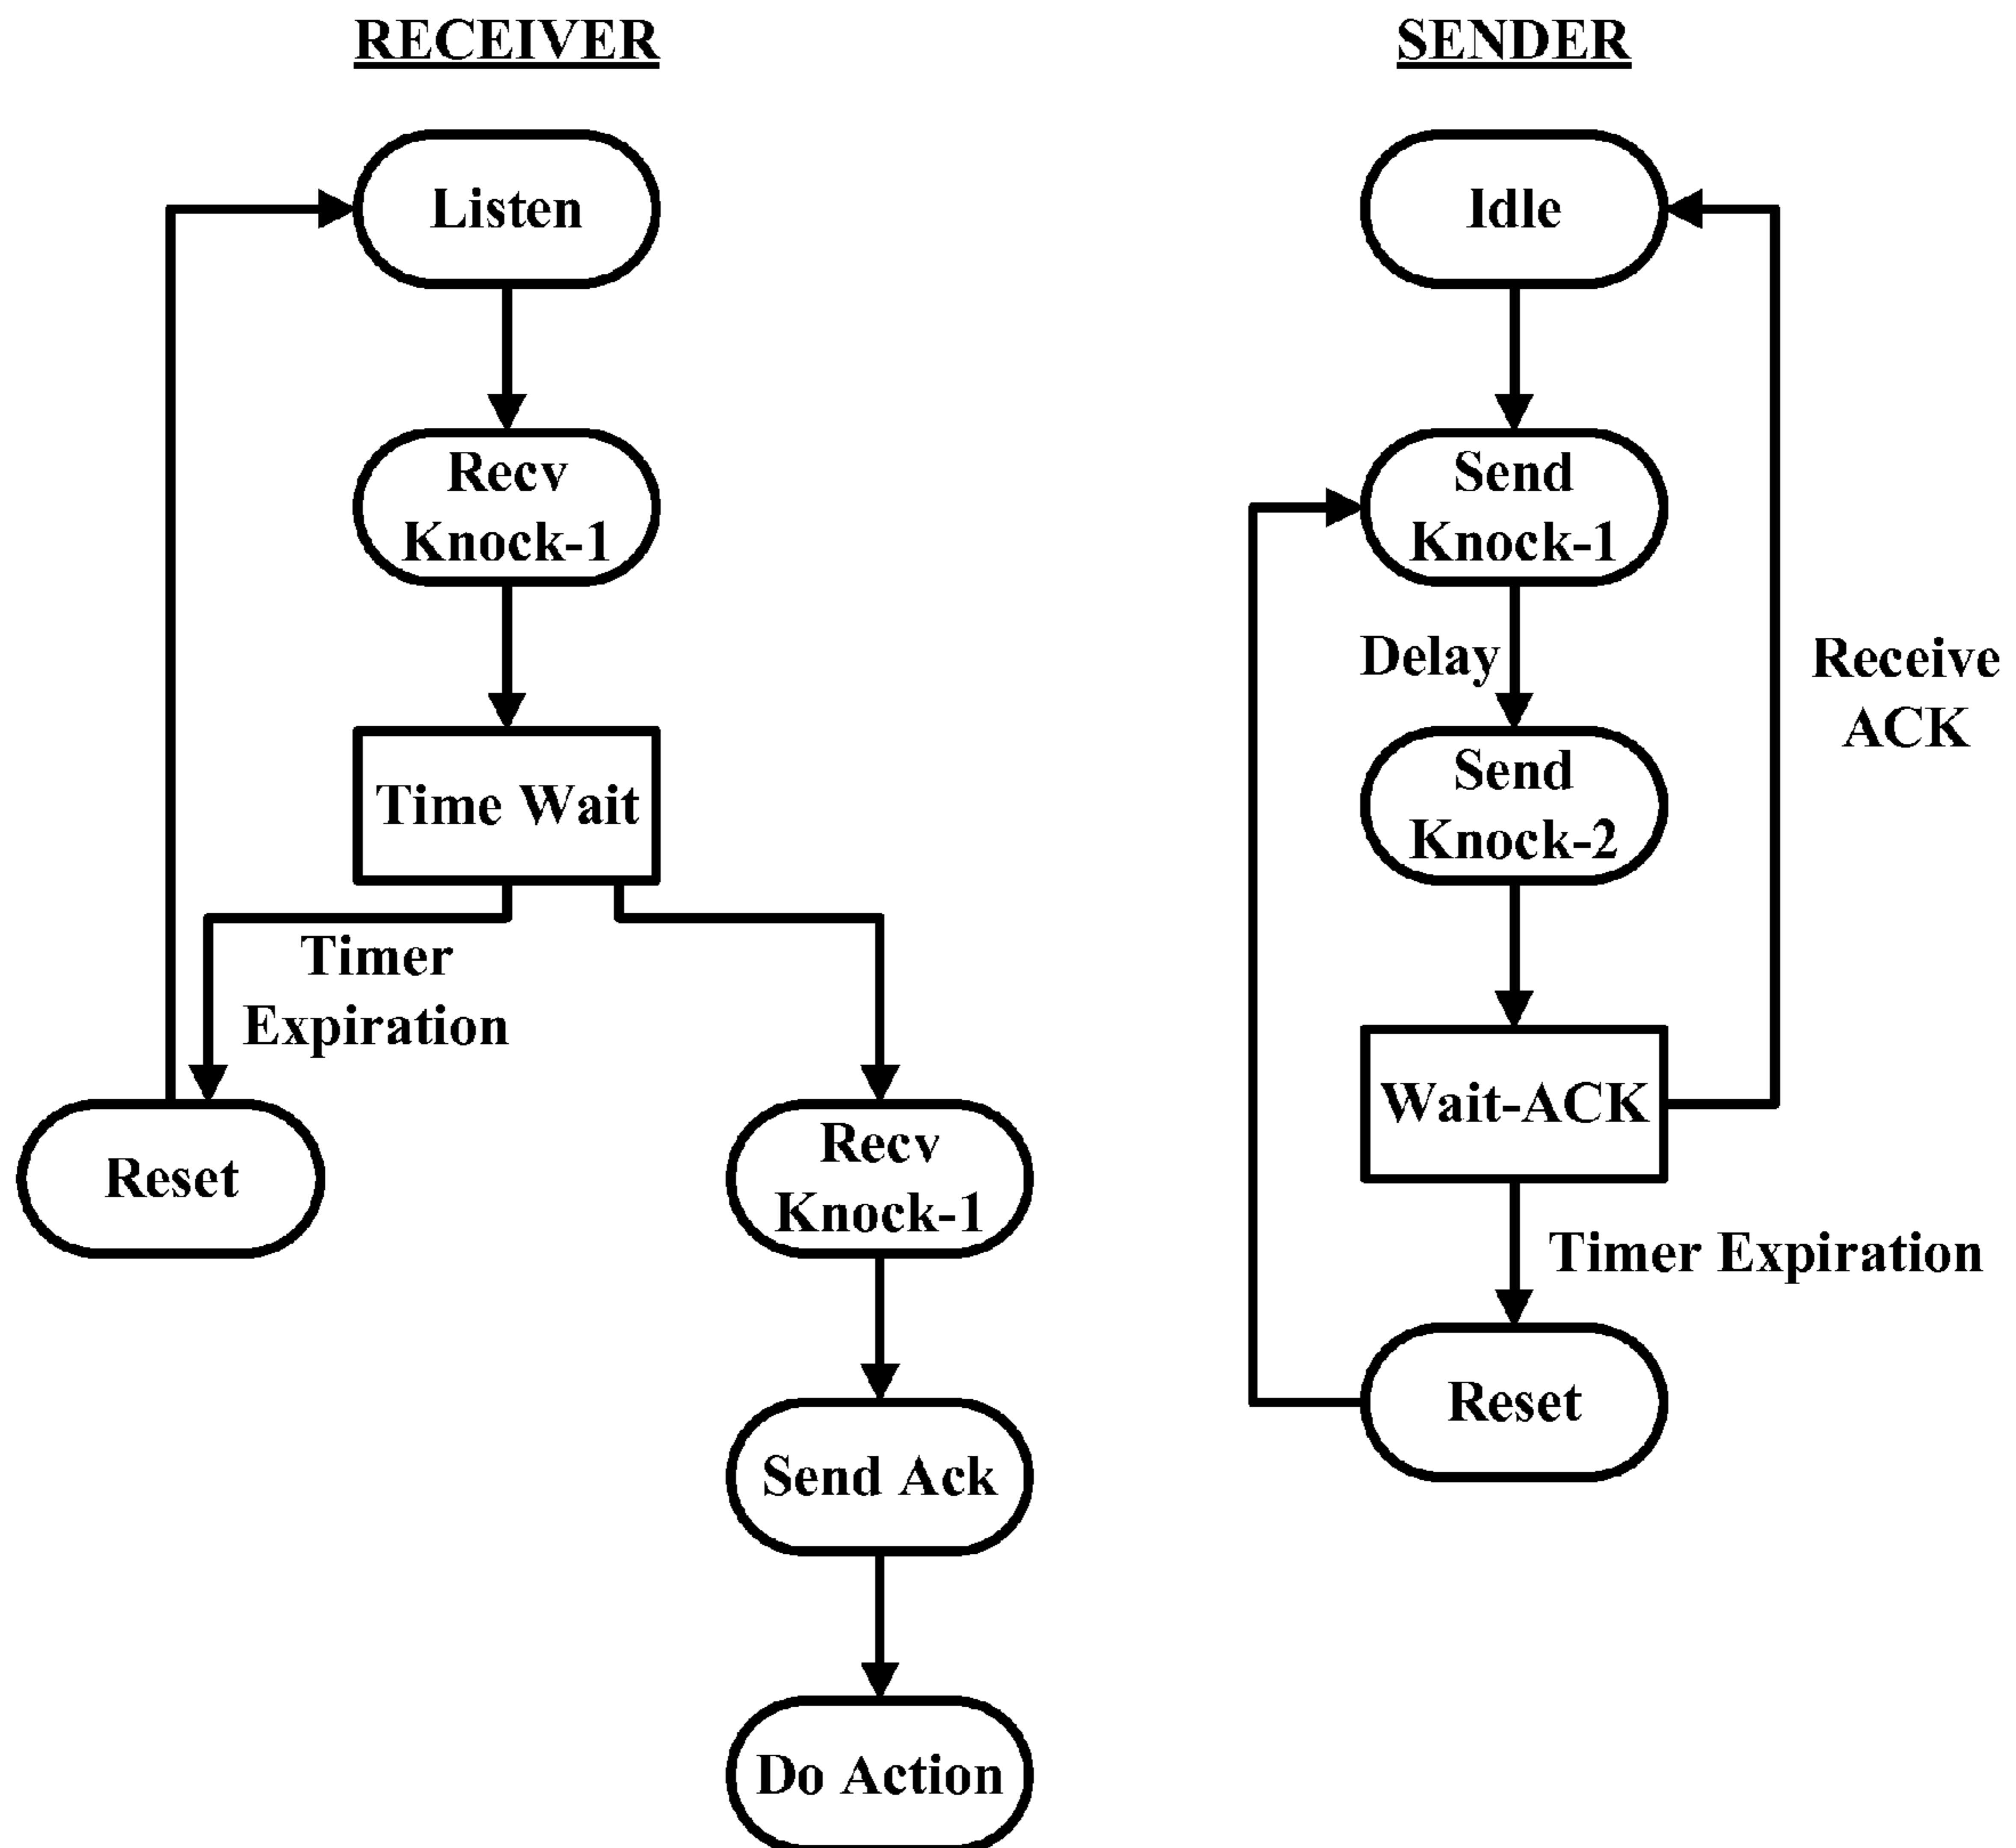 RECEIVER
Listen
Recv
Knock-1
Time Wait
Timer
Expiration
Reset
Recv
Knock-1
Send Ack
Do Action
SENDER
Idle
Send
Knock-1
Delay
Send
Knock-2
Receive
ACK
Wait-ACK
Timer Expiration
Reset